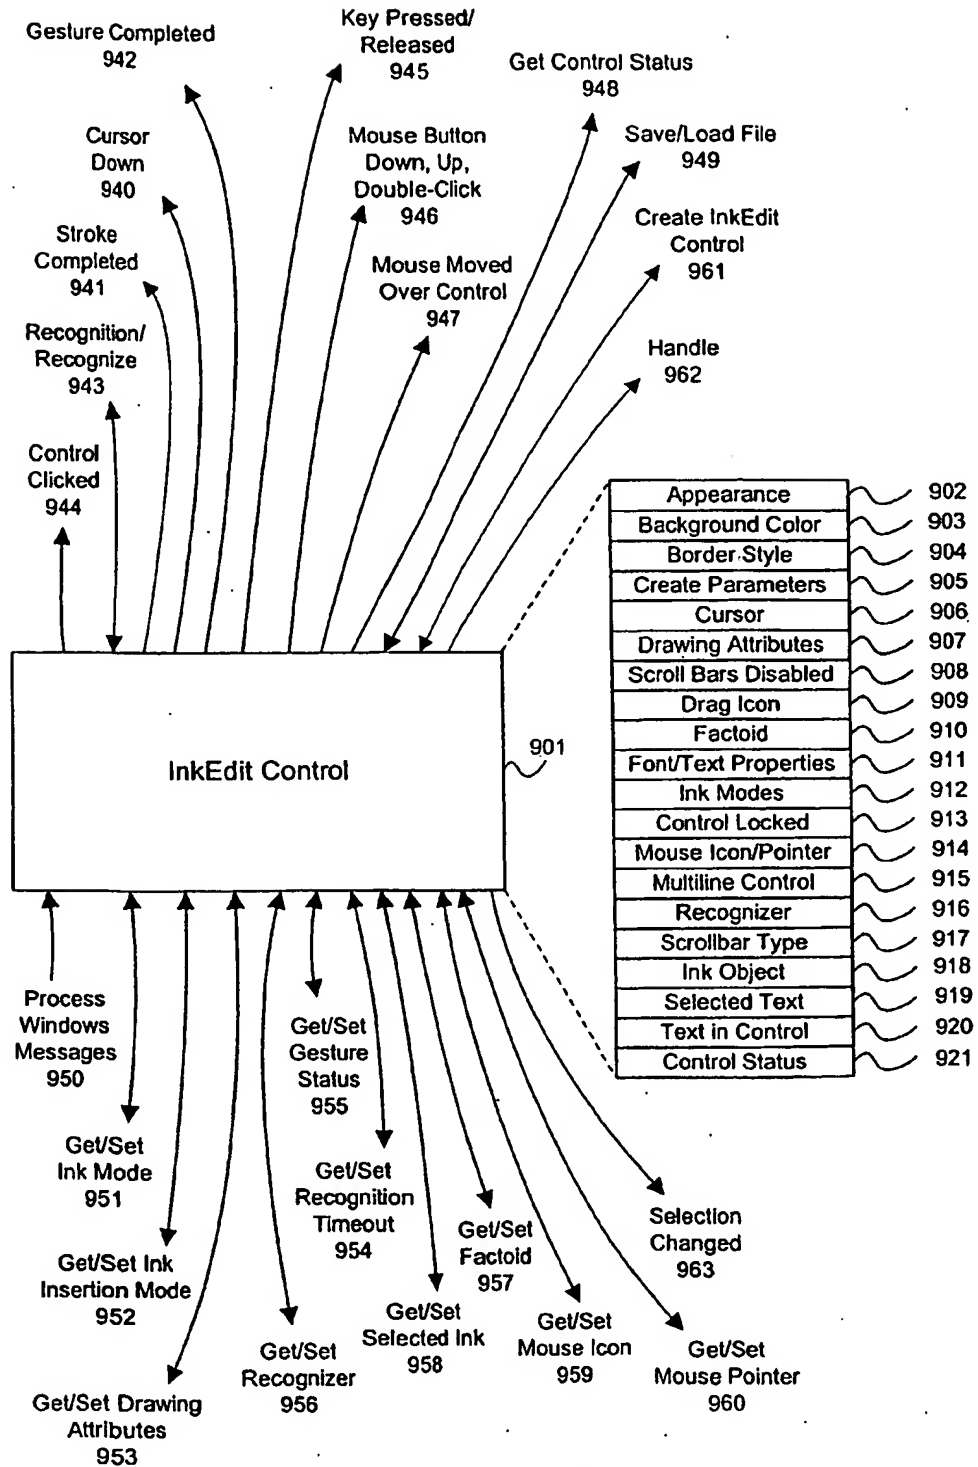 Gesture Completed
942
Key Pressed/
Released
945
Get Control Status
948
Cursor
Down
940
Mouse Button
Down, Up,
Double-Click
946
Save/Load File
949
Stroke
Completed
941
Create InkEdit
Control
961
Mouse Moved
Over Control
947
Recognition/
Recognize
943
Handle
962
Control
Clicked
944
Appearance 902
Background Color 903
Border Style 904
Create Parameters 905
Cursor 906
Drawing Attributes 907
Scroll Bars Disabled 908
Drag Icon 909
Factoid 910
Font/Text Properties 911
Ink Modes 912
Control Locked 913
Mouse Icon/Pointer 914
Multiline Control 915
Recognizer 916
Scrollbar Type 917
Ink Object 918
Selected Text 919
Text in Control 920
Control Status 921
InkEdit Control
901
Process
Windows
Messages
950
Get/Set
Ink Mode
951
Get/Set Ink
Insertion Mode
952
Get/Set Drawing
Attributes
953
Get/Set
Gesture
Status
955
Get/Set
Recognition
Timeout
954
Get/Set
Recognizer
956
Get/Set
Selected Ink
958
Get/Set
Factoid
957
Get/Set
Mouse Icon
959
Get/Set
Mouse Pointer
960
Selection
Changed
963